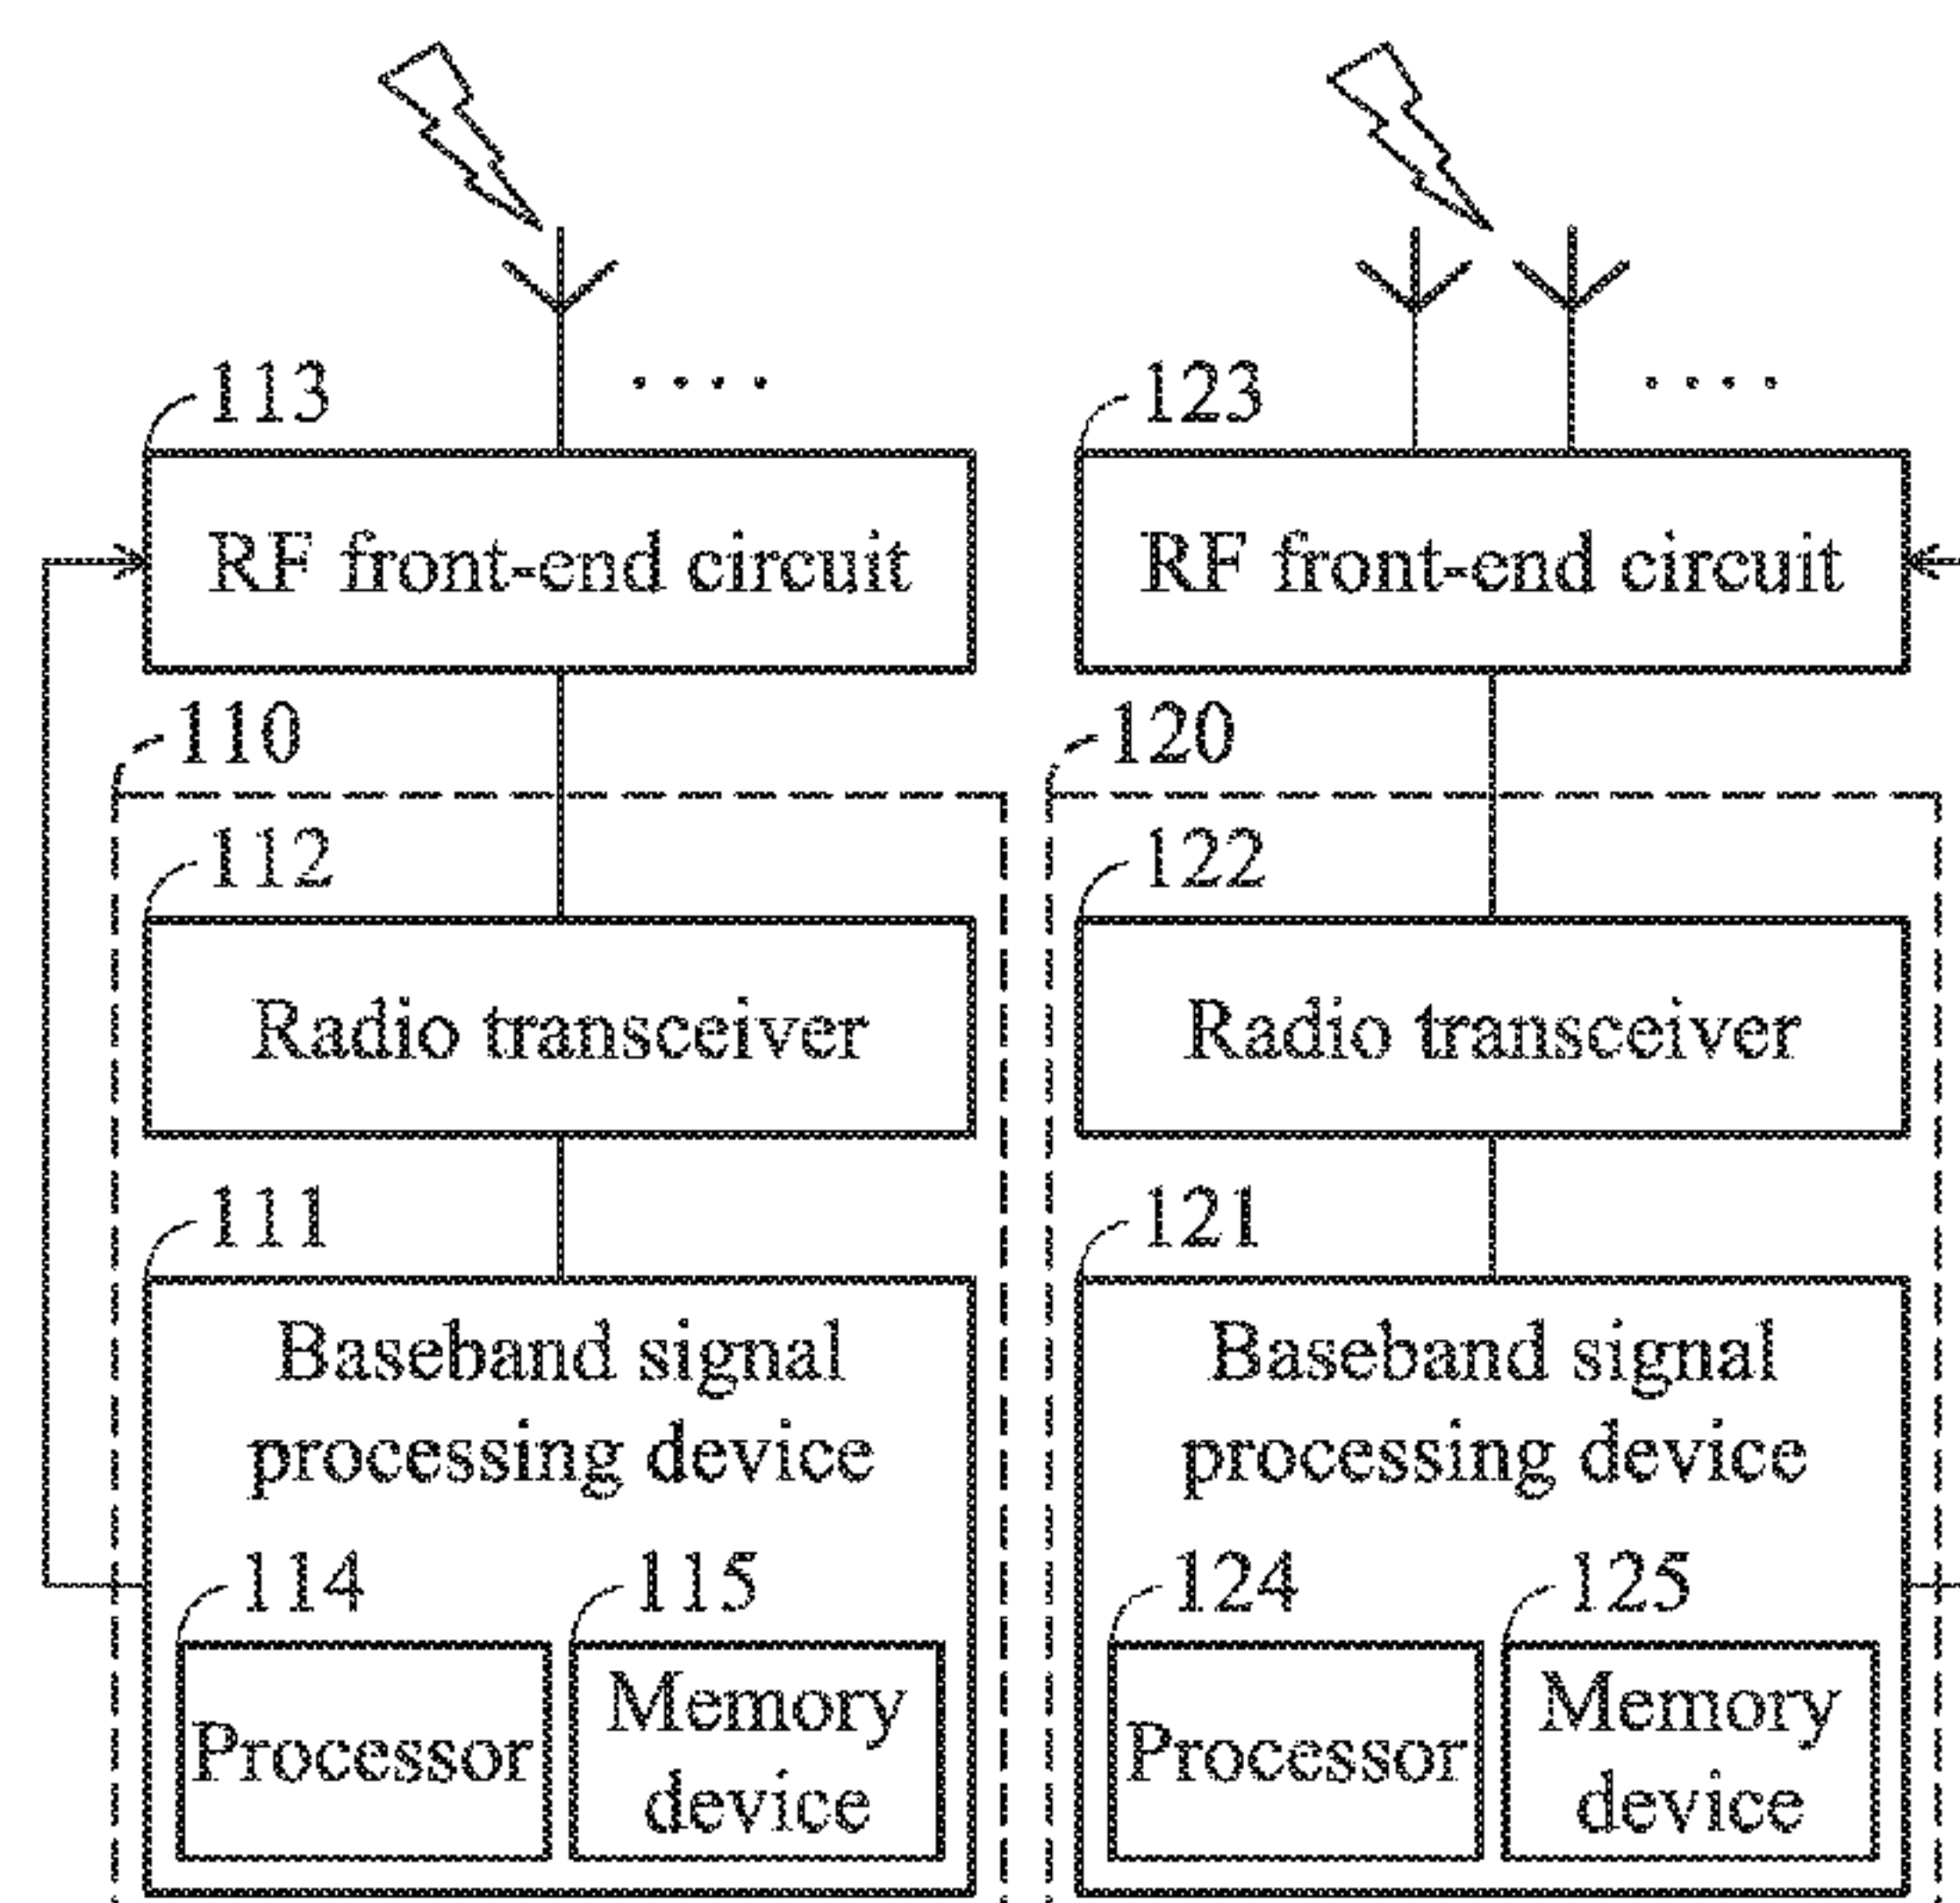 113
123
RF front-end circuit
RF front-end circuit
110
120
112
122
Radio transceiver
Radio transceiver
111
121
Baseband signal
processing device
Baseband signal
processing device
114
115
124
125
Processor
Memory
device
Processor
Memory
device